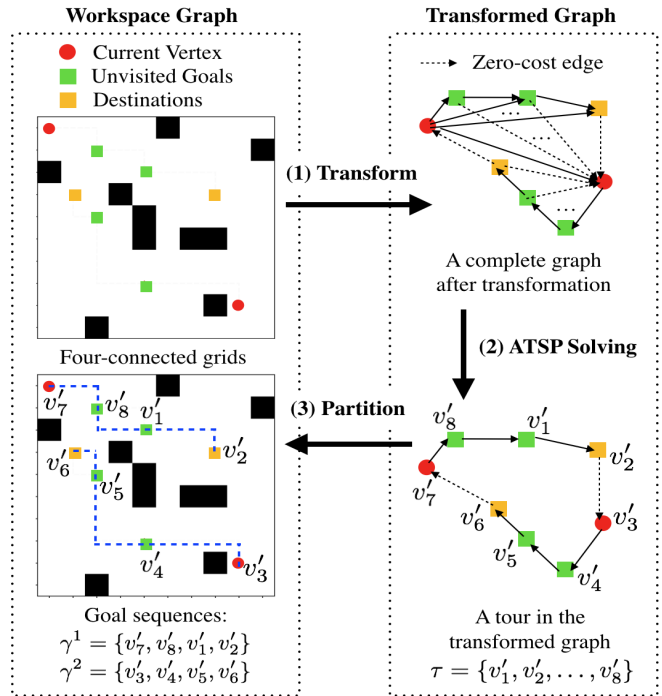 Workspace Graph
Current Vertex
Unvisited Goals
Destinations
Four-connected grids
v′₇
v′₈
v′₁
v′₂
v′₆
v′₅
v′₄
v′₃
Goal sequences:
γ¹ = {v′₇, v′₈, v′₁, v′₂}
γ² = {v′₃, v′₄, v′₅, v′₆}
(1) Transform
(2) ATSP Solving
(3) Partition
Transformed Graph
Zero-cost edge
...
...
...
A complete graph
after transformation
v′₈
v′₁
v′₂
v′₇
v′₆
v′₃
v′₅
v′₄
A tour in the
transformed graph
τ = {v′₁, v′₂, . . . , v′₈}